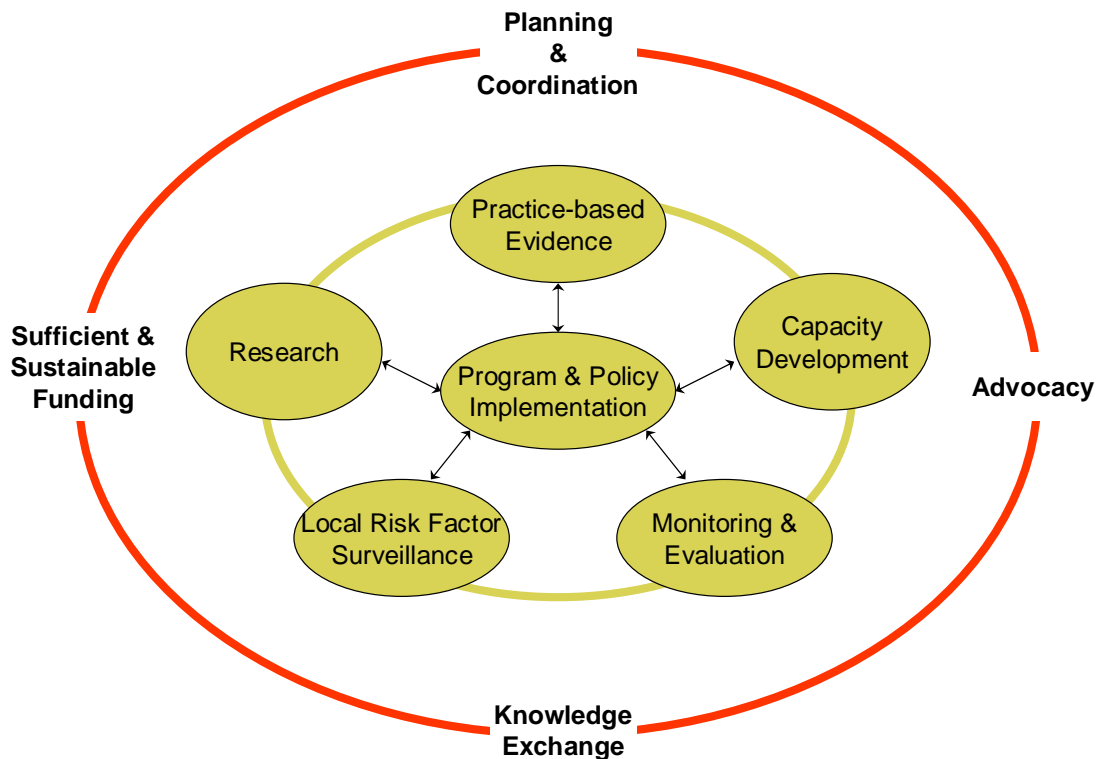 Planning
&
Coordination
Practice-based
Evidence
Capacity
Development
Research
Sufficient &
Sustainable
Funding
Program & Policy
Implementation
Advocacy
Local Risk Factor
Surveillance
Monitoring &
Evaluation
Knowledge
Exchange